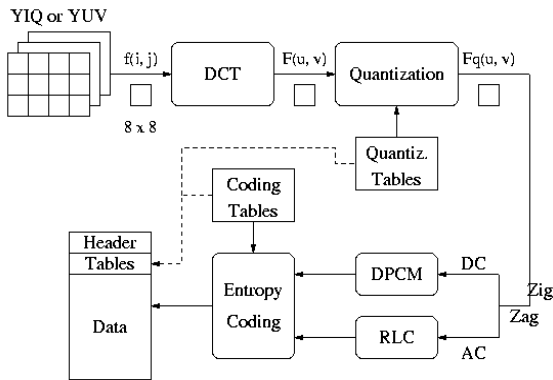 YIQ or YUV
f(i, j)
DCT
F(u, v)
Quantization
Fq(u, v)
8 x 8
Quantiz.
Tables
Coding
Tables
Header
Tables
Data
Entropy
Coding
DPCM
DC
RLC
AC
Zig
Zag